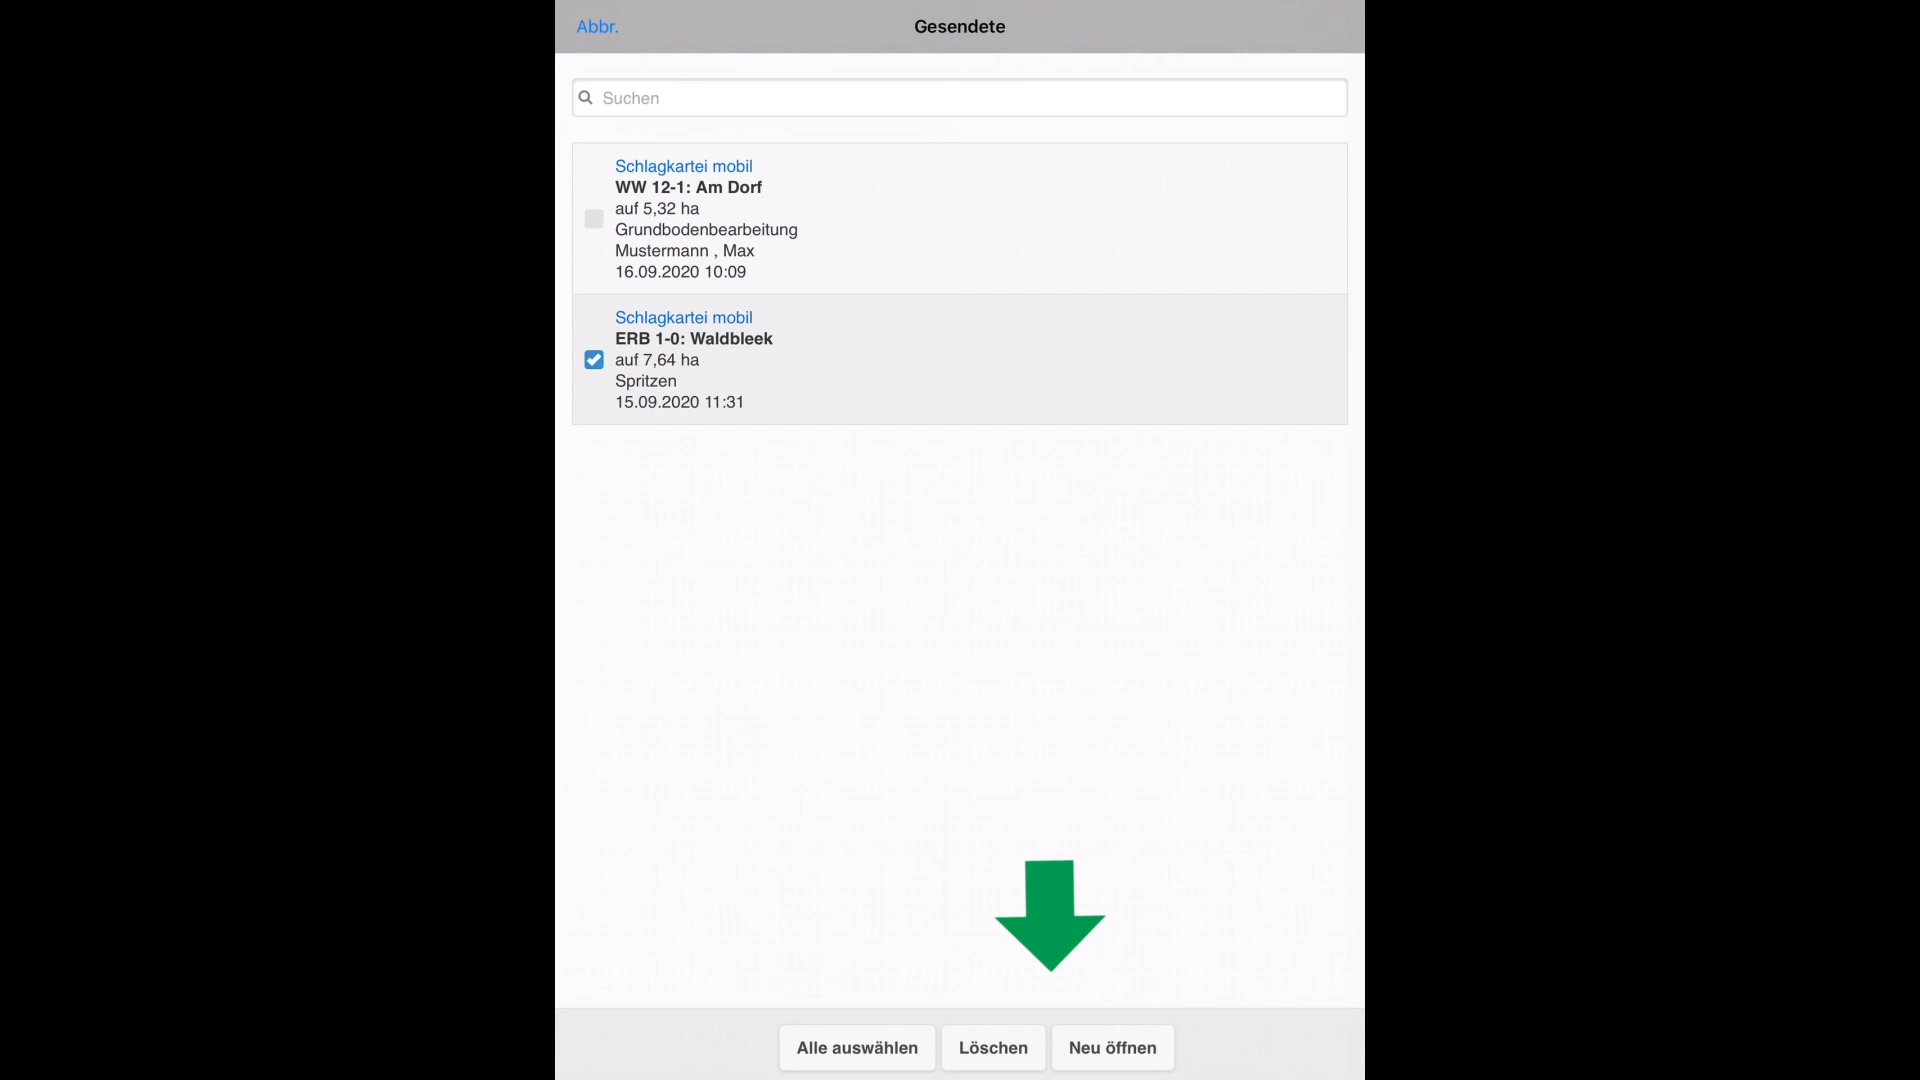 Abbr.
Gesendete
Suchen
Schlagkartei mobil
WW 12-1: Am Dorf
auf 5,32 ha
Grundbodenbearbeitung
Mustermann , Max
16.09.2020 10:09
Schlagkartei mobil
ERB 1-0: Waldbleek
auf 7,64 ha
Spritzen
15.09.2020 11:31
Alle auswählen
Löschen
Neu öffnen